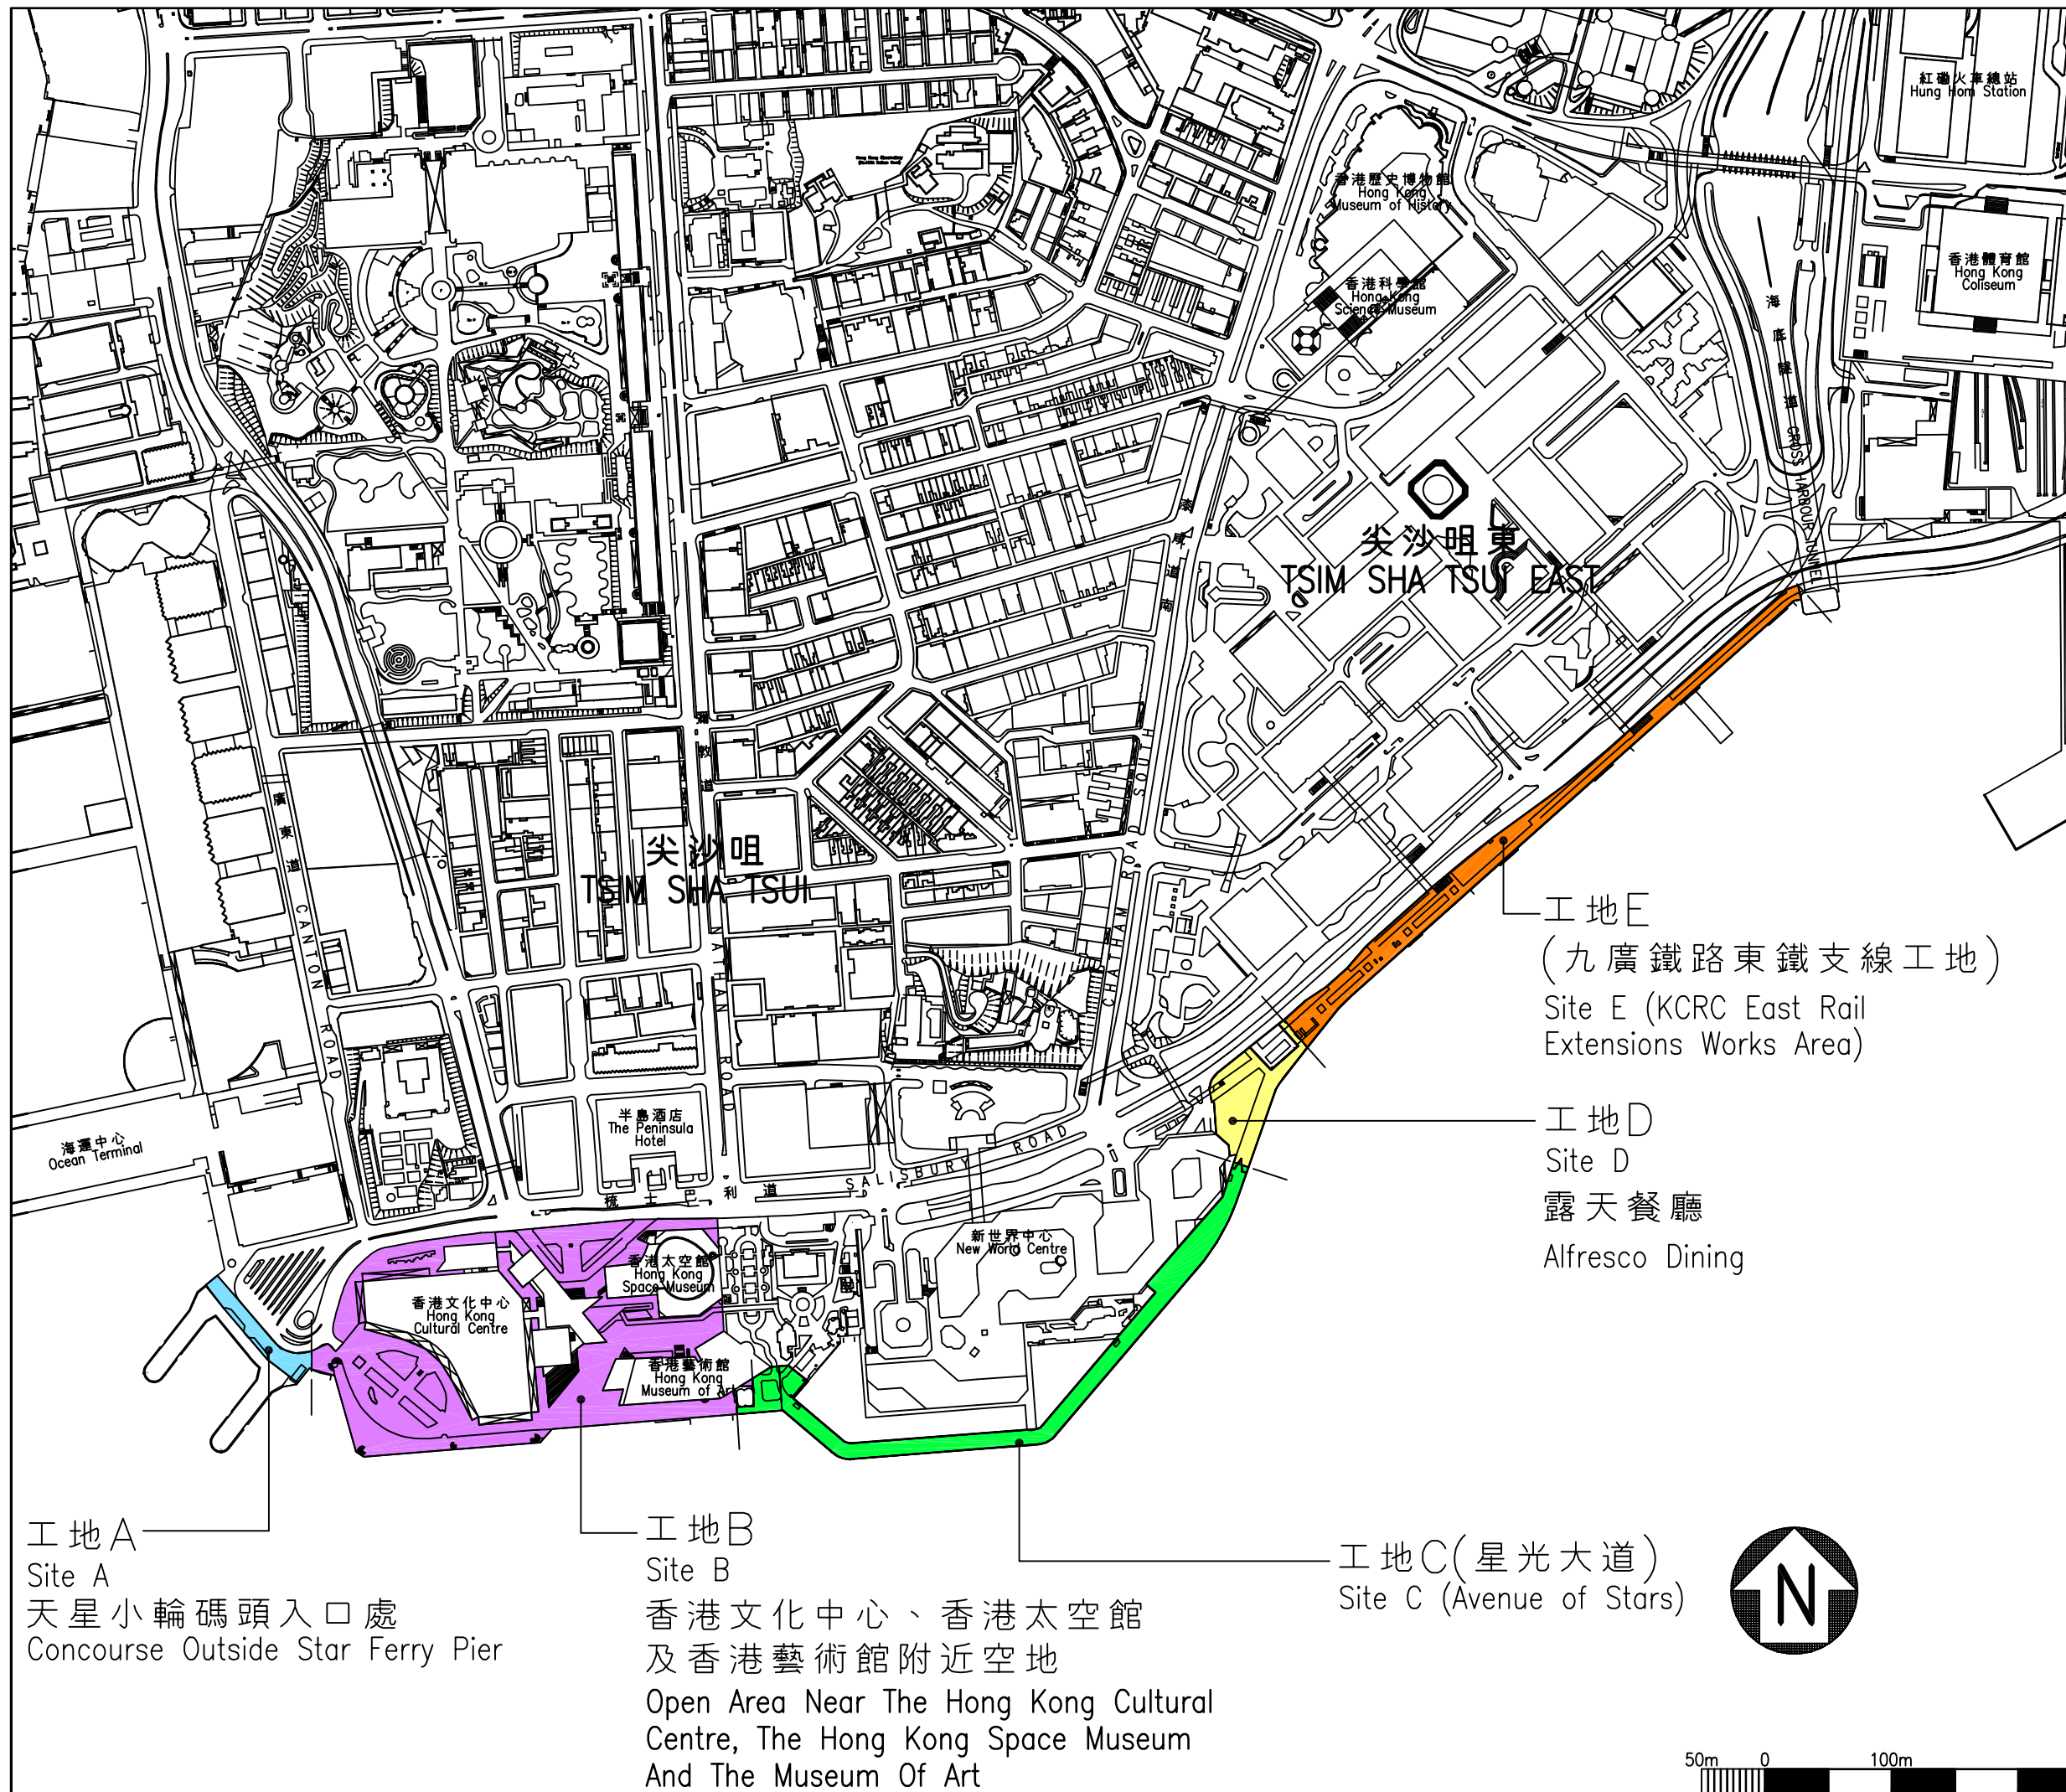 紅磡火車總站
Hung Hom Station
香港歷史博物館
Hong Kong
Museum of History
香港體育館
Hong Kong
Coliseum
香港科學館
Hong Kong
Science Museum
海底隧道 CROSS HARBOUR TUNNEL
漆咸道南
CHATHAM ROAD SOUTH
尖沙咀東
TSIM SHA TSUI EAST
彌敦道
NATHAN ROAD
廣東道
CANTON ROAD
尖沙咀
TSIM SHA TSUI
工地E
(九廣鐵路東鐵支線工地)
Site E (KCRC East Rail
Extensions Works Area)
半島酒店
The Peninsula
Hotel
海運中心
Ocean Terminal
工地D
Site D
露天餐廳
Alfresco Dining
梳士巴利道
SALISBURY ROAD
新世界中心
New World Centre
香港太空館
Hong Kong
Space Museum
香港文化中心
Hong Kong
Cultural Centre
香港藝術館
Hong Kong
Museum of Art
工地A
Site A
天星小輪碼頭入口處
Concourse Outside Star Ferry Pier
工地B
Site B
香港文化中心、香港太空館
及香港藝術館附近空地
Open Area Near The Hong Kong Cultural
Centre, The Hong Kong Space Museum
And The Museum Of Art
工地C(星光大道)
Site C (Avenue of Stars)
N
50m 0 100m